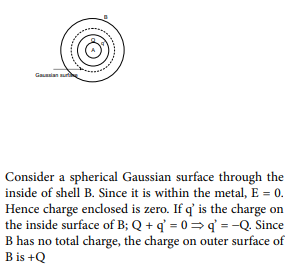 B
Q
q'
A
Gaussian surface
Consider a spherical Gaussian surface through the
inside of shell B. Since it is within the metal, E = 0.
Hence charge enclosed is zero. If q' is the charge on
the inside surface of B; Q + q' = 0 ⇒ q' = –Q. Since
B has no total charge, the charge on outer surface of
B is +Q